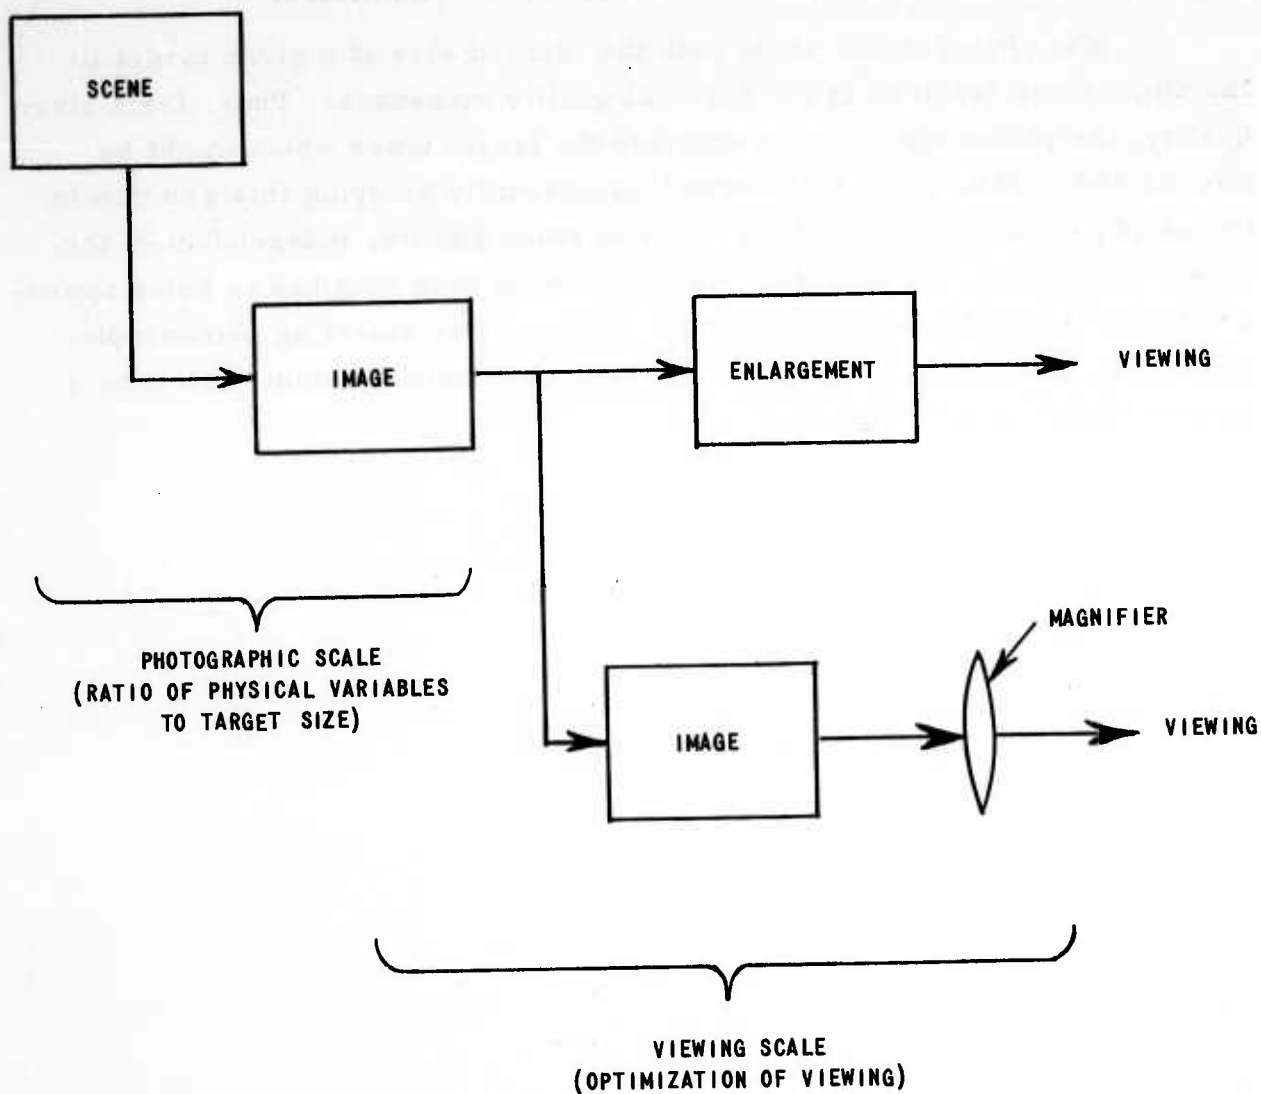 SCENE
IMAGE
ENLARGEMENT
VIEWING
PHOTOGRAPHIC SCALE
(RATIO OF PHYSICAL VARIABLES
TO TARGET SIZE)
MAGNIFIER
IMAGE
VIEWING
VIEWING SCALE
(OPTIMIZATION OF VIEWING)